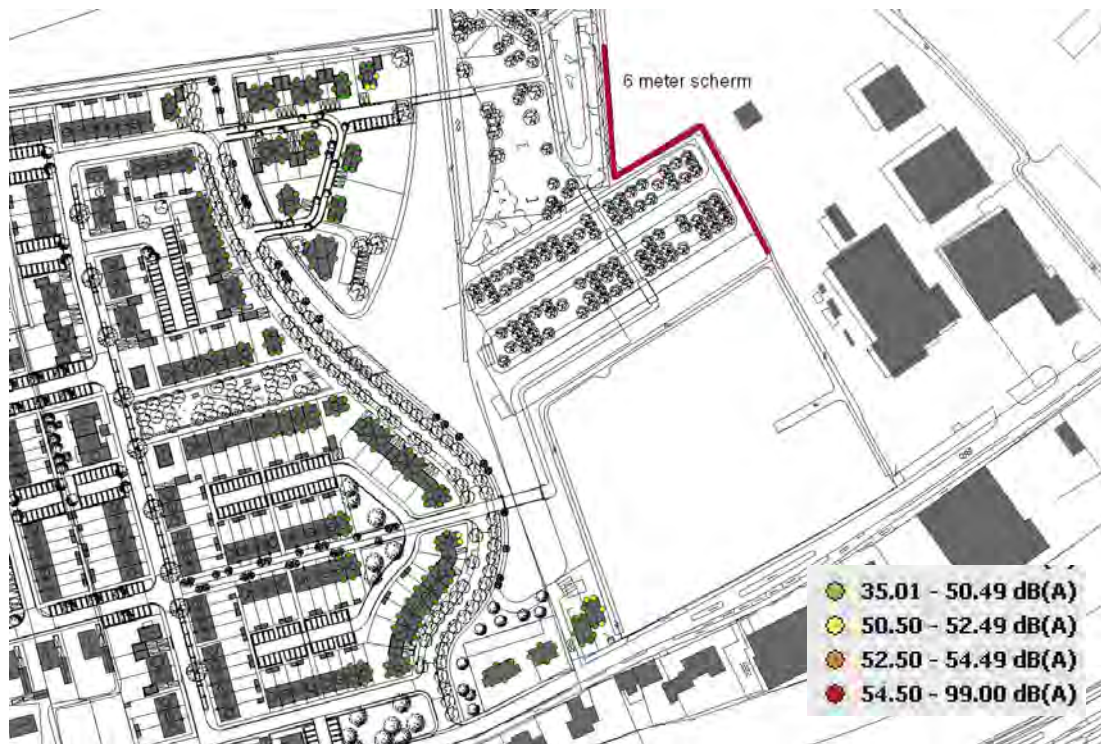 6 meter scherm
35.01 - 50.49 dB(A)
50.50 - 52.49 dB(A)
52.50 - 54.49 dB(A)
54.50 - 99.00 dB(A)